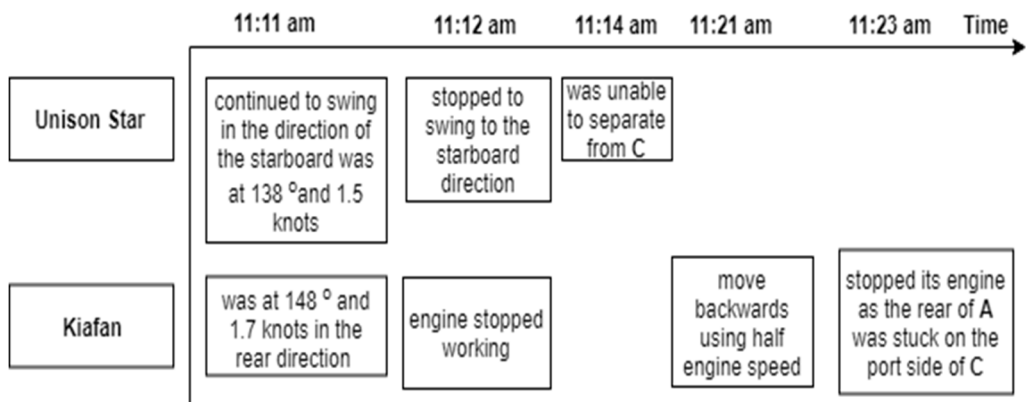 11:11 am 11:12 am 11:14 am 11:21 am 11:23 am Time
Unison Star
continued to swing
in the direction of
the starboard was
at 138 ° and 1.5
knots
stopped to
swing to the
starboard
direction
was unable
to separate
from C
Kiafan
was at 148 ° and
1.7 knots in the
rear direction
engine stopped
working
move
backwards
using half
engine speed
stopped its engine
as the rear of A
was stuck on the
port side of C